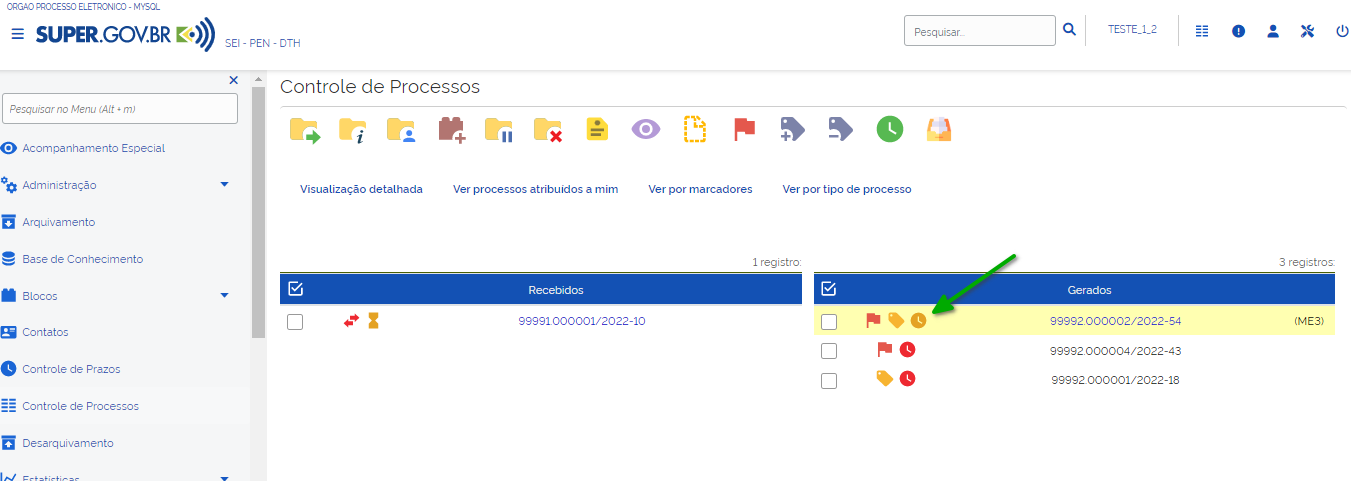 ORGAO PROCESSO ELETRONICO - MYSQL
SUPER.GOV.BR
SEI - PEN - DTH
Pesquisar...
TESTE_1_2
Pesquisar no Menu (Alt + m)
Acompanhamento Especial
Administração
Arquivamento
Base de Conhecimento
Blocos
Contatos
Controle de Prazos
Controle de Processos
Desarquivamento
Estatísticas
Controle de Processos
Visualização detalhada Ver processos atribuídos a mim Ver por marcadores Ver por tipo de processo
1 registro:
Recebidos
99991.000001/2022-10
3 registros:
Gerados
99992.000002/2022-54 (ME3)
99992.000004/2022-43
99992.000001/2022-18